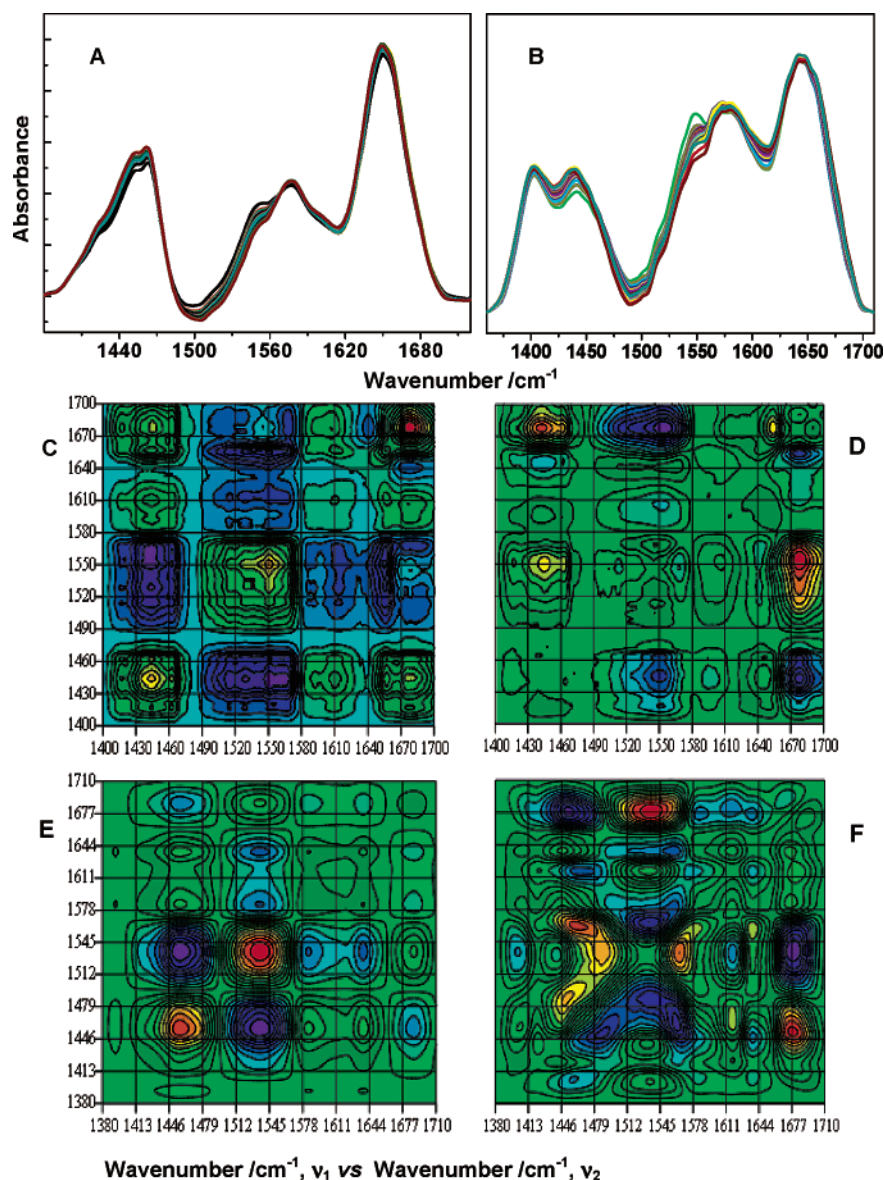 A
B
Absorbance
1440 1500 1560 1620 1680
1400 1450 1500 1550 1600 1650 1700
Wavenumber /cm-1
C
D
1700
1670
1640
1610
1580
1550
1520
1490
1460
1430
1400
1400 1430 1460 1490 1520 1550 1580 1610 1640 1670 1700
1400 1430 1460 1490 1520 1550 1580 1610 1640 1670 1700
E
F
1710
1677
1644
1611
1578
1545
1512
1479
1446
1413
1380
1380 1413 1446 1479 1512 1545 1578 1611 1644 1677 1710
1380 1413 1446 1479 1512 1545 1578 1611 1644 1677 1710
Wavenumber /cm-1, ν1 vs Wavenumber /cm-1, ν2